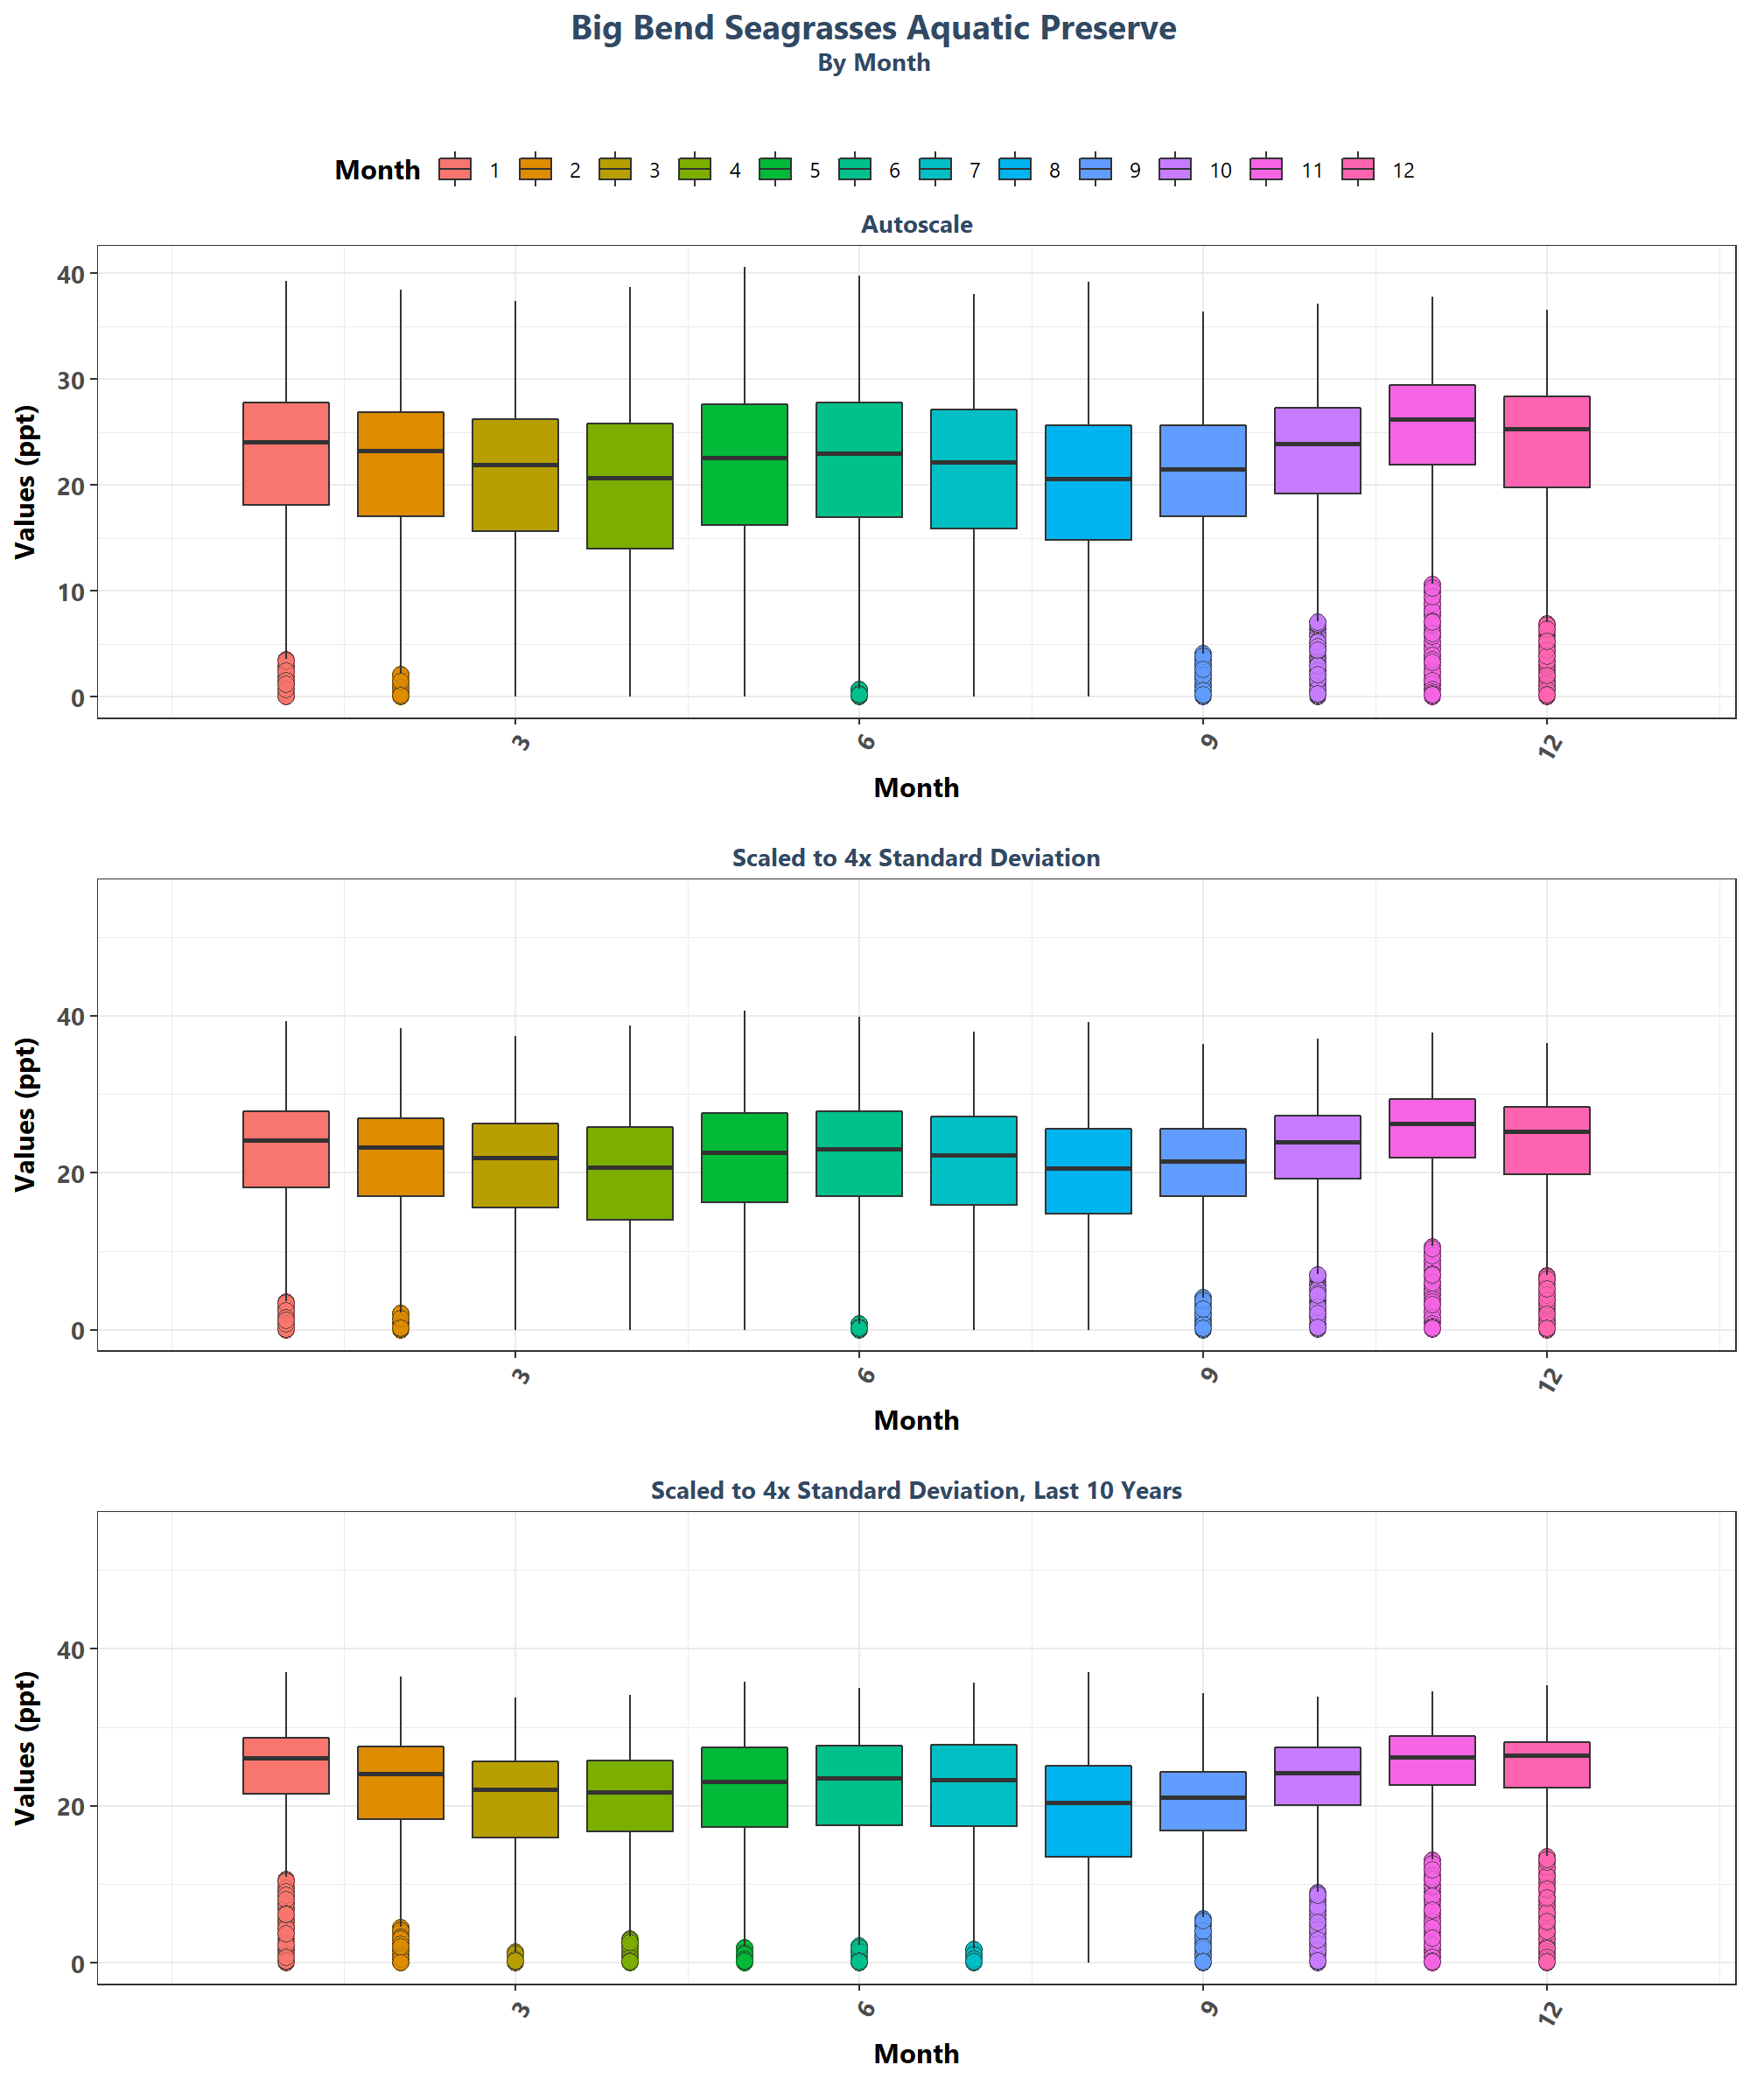 Big Bend Seagrasses Aquatic Preserve
By Month
Month 1 2 3 4 5 6 7 8 9 10 11 12
Autoscale
Values (ppt)
40
30
20
10
0
3 6 9 12
Month
Scaled to 4x Standard Deviation
Values (ppt)
40
20
0
3 6 9 12
Month
Scaled to 4x Standard Deviation, Last 10 Years
Values (ppt)
40
20
0
3 6 9 12
Month